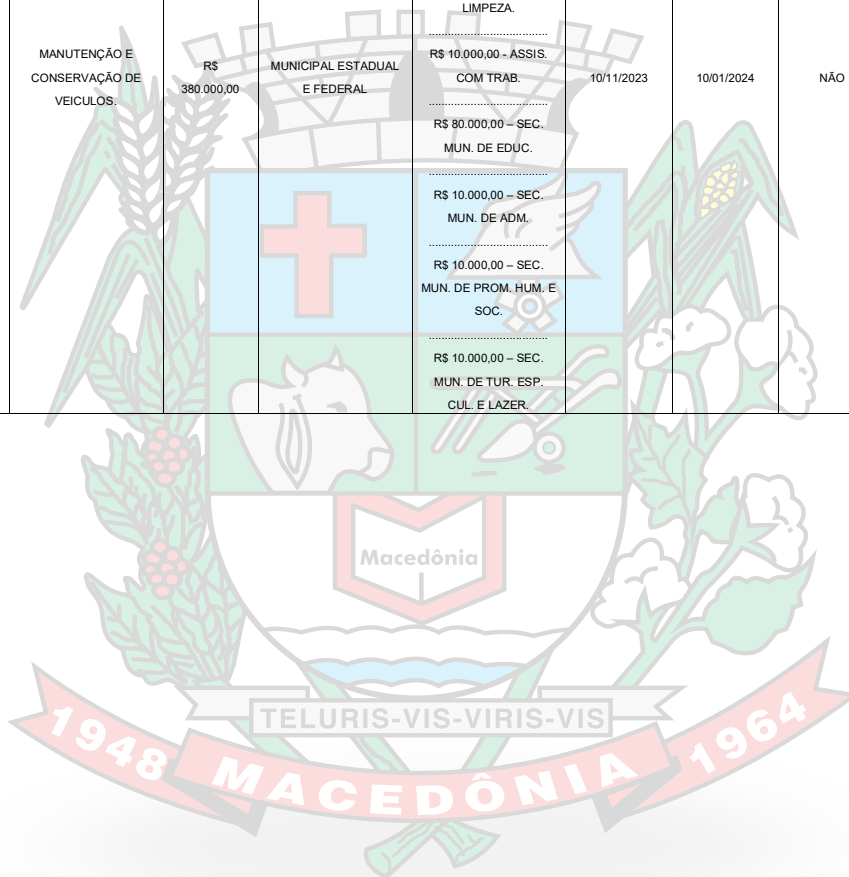 LIMPEZA.
......................................
MANUTENÇÃO E
CONSERVAÇÃO DE
VEICULOS.
R$
380.000,00
MUNICIPAL ESTADUAL
E FEDERAL
R$ 10.000,00 - ASSIS.
COM TRAB.
......................................
R$ 80.000,00 – SEC.
MUN. DE EDUC.
......................................
R$ 10.000,00 – SEC.
MUN. DE ADM.
......................................
R$ 10.000,00 – SEC.
MUN. DE PROM. HUM. E
SOC.
......................................
R$ 10.000,00 – SEC.
MUN. DE TUR. ESP.
CUL. E LAZER.
10/11/2023
10/01/2024
NÃO
Macedônia
TELURIS-VIS-VIRIS-VIS
1948
MACEDÔNIA
1964